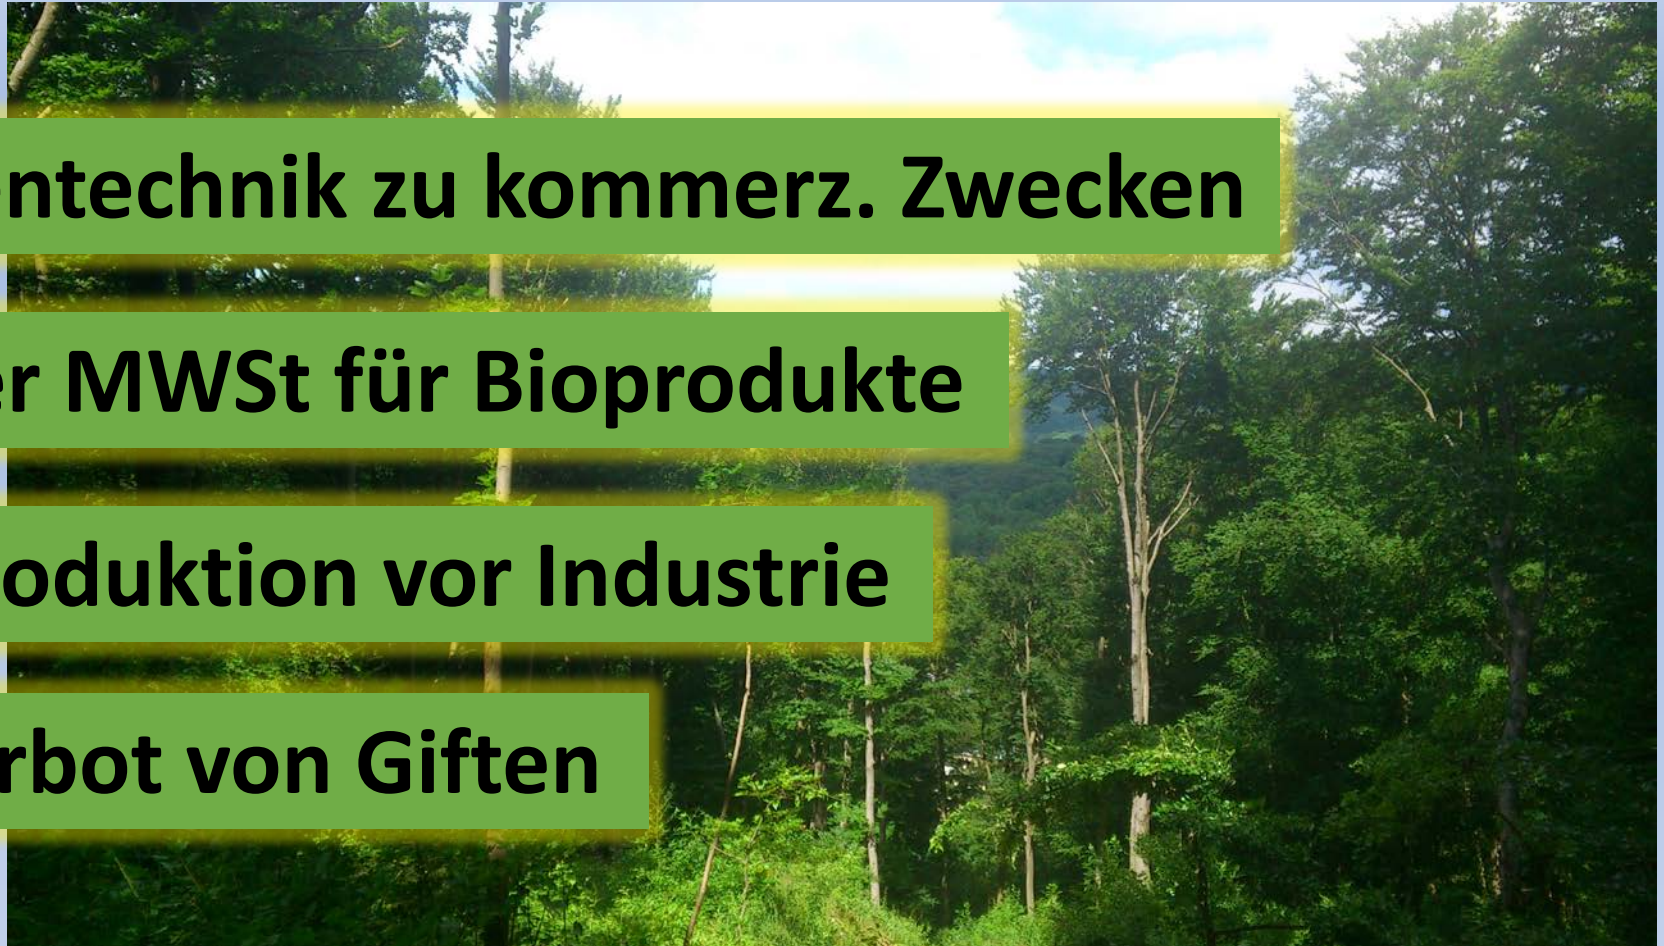 ntechnik zu kommerz. Zwecken
er MWSt für Bioprodukte
oduktion vor Industrie
rbot von Giften